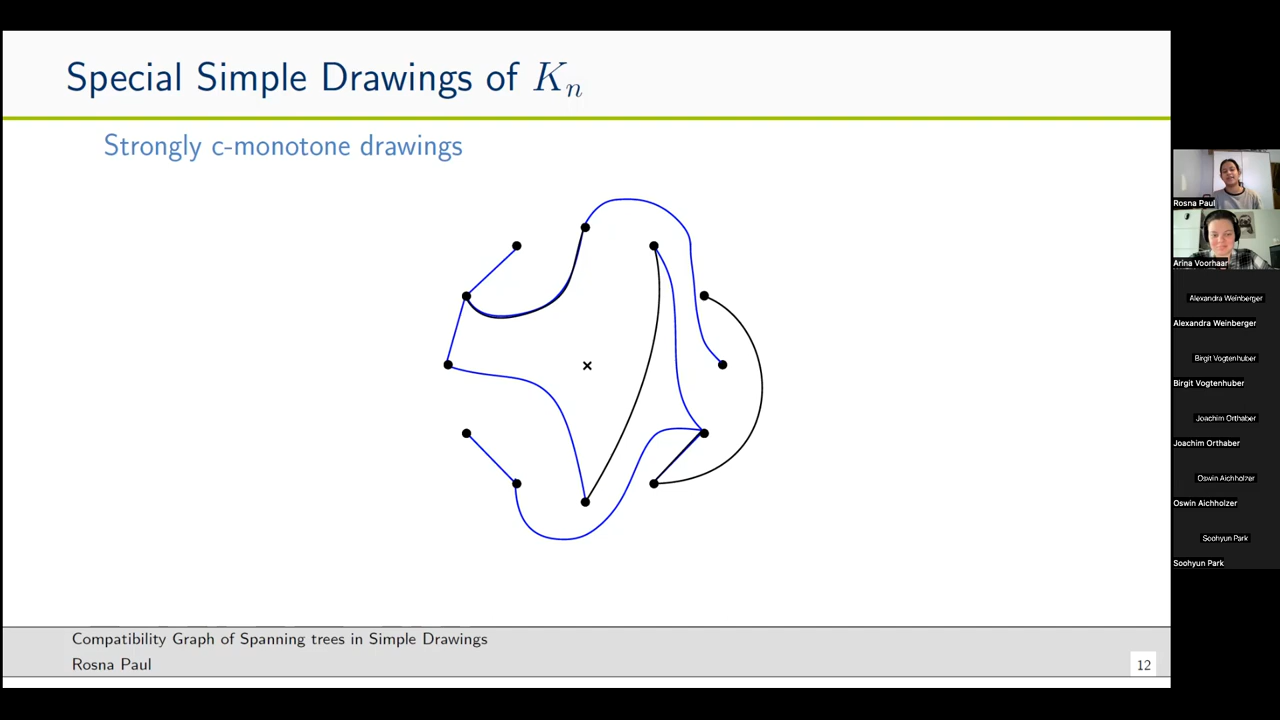 Special Simple Drawings of Kn
Strongly c-monotone drawings
Compatibility Graph of Spanning trees in Simple Drawings
Rosna Paul
12
Rosna Paul
Arina Voorhaar
Alexandra Weinberger
Alexandra Weinberger
Birgit Vogtenhuber
Birgit Vogtenhuber
Joachim Orthaber
Joachim Orthaber
Oswin Aichholzer
Oswin Aichholzer
Soohyun Park
Soohyun Park